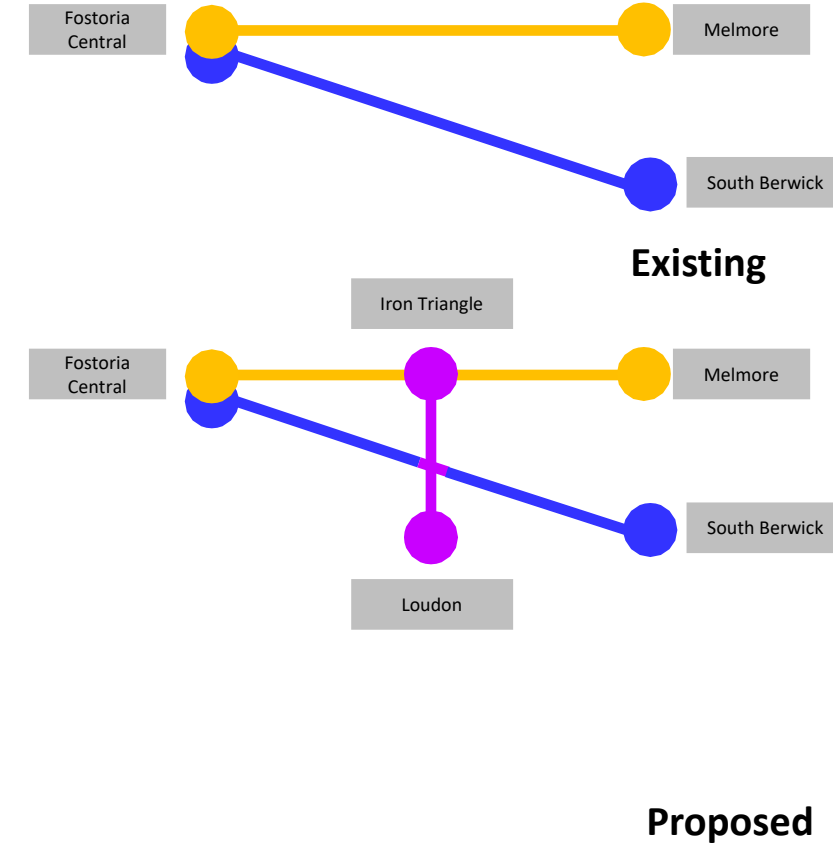 Fostoria
Central
Melmore
South Berwick
Existing
Iron Triangle
Fostoria
Central
Melmore
South Berwick
Loudon
Proposed